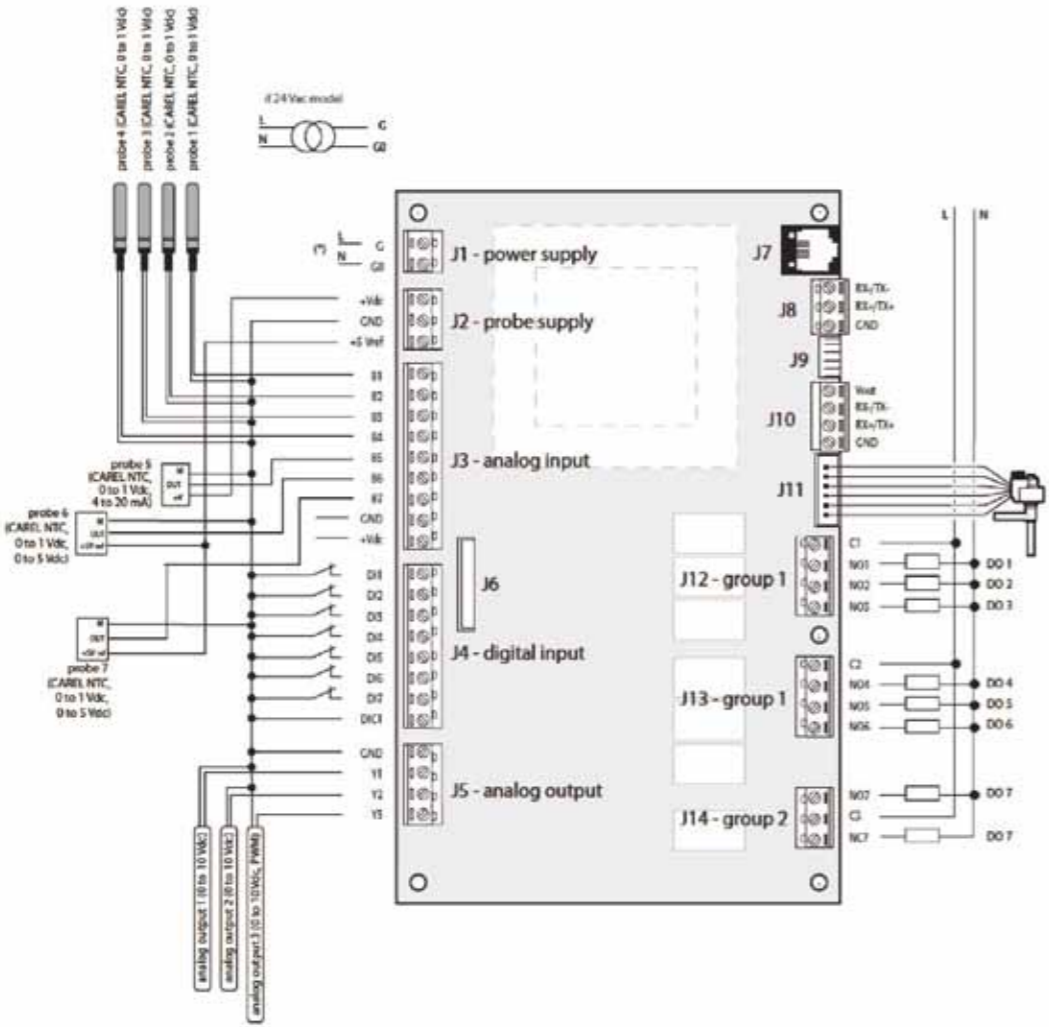 probe 4 (CAREL NTC, 0 to 1 Vdc)
probe 3 (CAREL NTC, 0 to 1 Vdc)
probe 2 (CAREL NTC, 0 to 1 Vdc)
probe 1 (CAREL NTC, 0 to 1 Vdc)
if 24 Vac model
L
G
N
G0
(*)
L
G
N
G0
J1 - power supply
+Vdc
GND
+5 Vref
J2 - probe supply
B1
B2
B3
B4
B5
B6
B7
GND
+Vdc
J3 - analog input
probe 5
(CAREL NTC,
0 to 1 Vdc,
4 to 20 mA)
M
OUT
+V
probe 6
(CAREL NTC,
0 to 1 Vdc,
0 to 5 Vdc)
M
OUT
+5V ref
M
OUT
+5V ref
probe 7
(CAREL NTC,
0 to 1 Vdc,
0 to 5 Vdc)
DI1
DI2
DI3
DI4
DI5
DI6
DI7
DIC1
J6
J4 - digital input
GND
Y1
Y2
Y3
J5 - analog output
analog output 1 (0 to 10 Vdc)
analog output 2 (0 to 10 Vdc)
analog output 3 (0 to 10 Vdc, PWM)
L
N
J7
J8
RX-/TX-
RX+/TX+
GND
J9
J10
Vout
RX-/TX-
RX+/TX+
GND
J11
J12 - group 1
C1
NO1
DO 1
NO2
DO 2
NO3
DO 3
J13 - group 1
C2
NO4
DO 4
NO5
DO 5
NO6
DO 6
J14 - group 2
NO7
DO 7
C3
NC7
DO 7